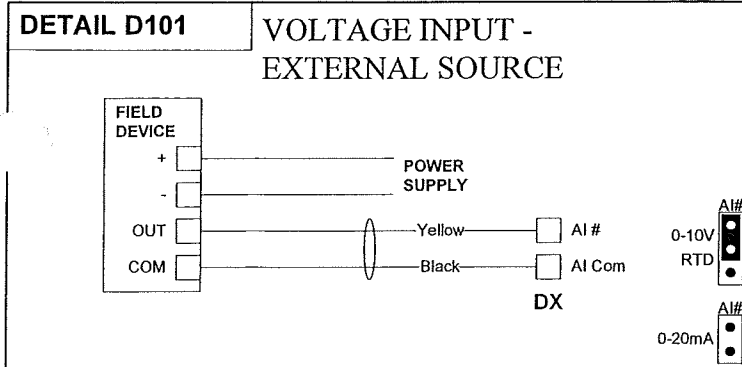 DETAIL D101
VOLTAGE INPUT -
EXTERNAL SOURCE
FIELD
DEVICE
+
-
POWER
SUPPLY
OUT
Yellow
AI #
COM
Black
AI Com
DX
AI#
0-10V
RTD
AI#
0-20mA